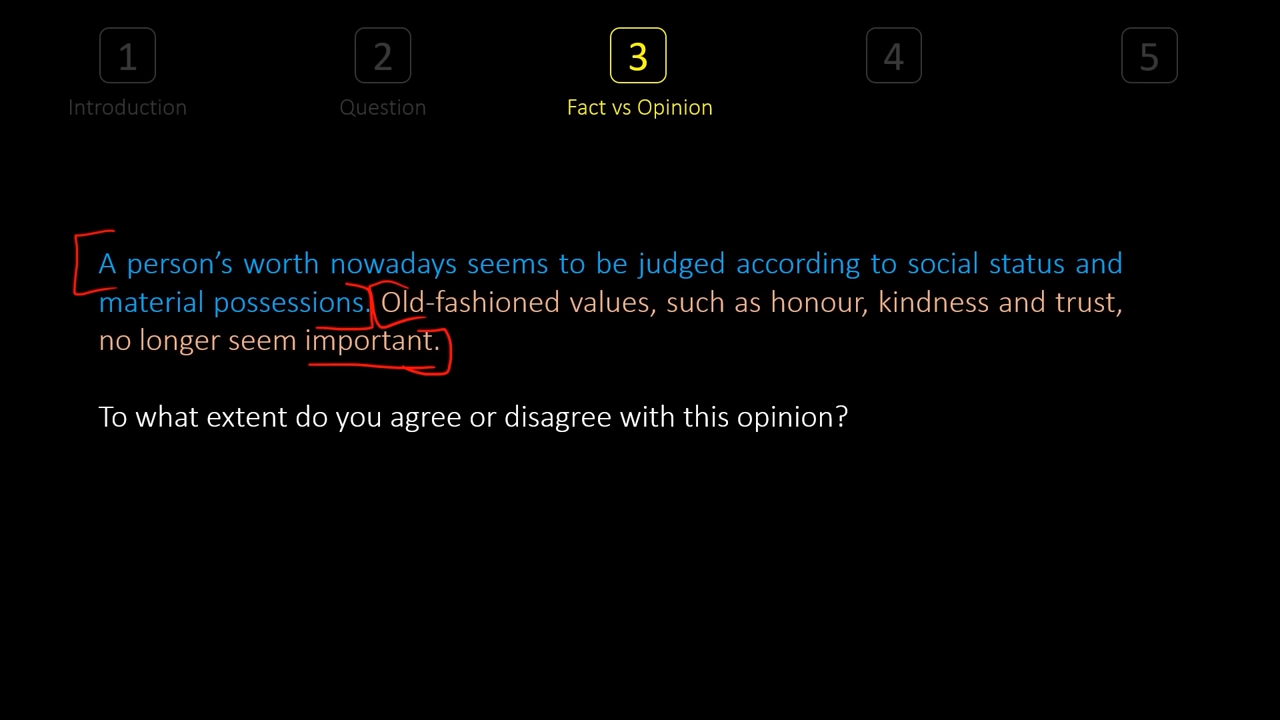 1 2 3 4 5
Introduction Question Fact vs Opinion
A person’s worth nowadays seems to be judged according to social status and
material possessions. Old-fashioned values, such as honour, kindness and trust,
no longer seem important.
To what extent do you agree or disagree with this opinion?